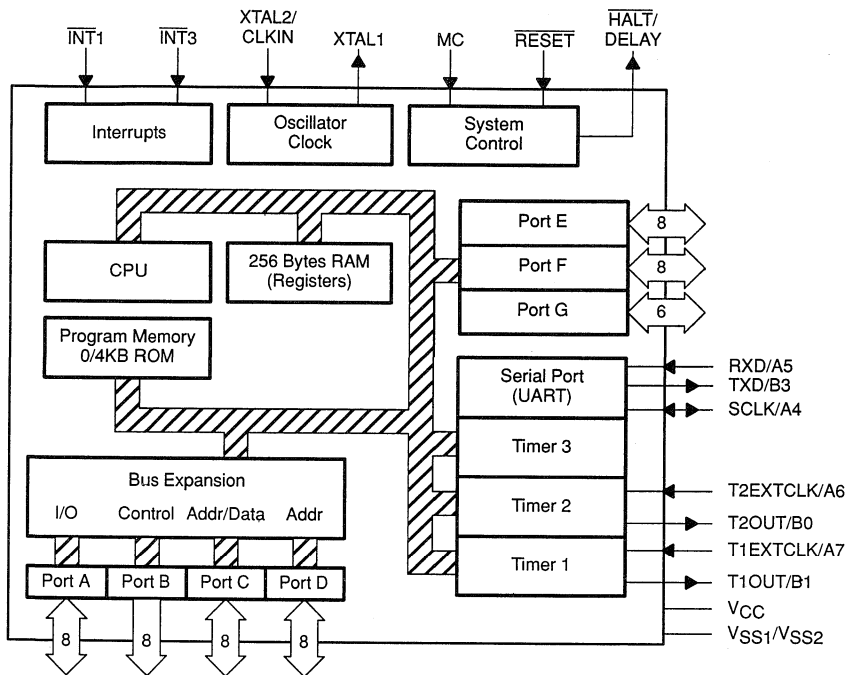 XTAL2/
HALT/
INT1 INT3 CLKIN XTAL1 MC RESET DELAY
Interrupts
Oscillator
Clock
System
Control
CPU
256 Bytes RAM
(Registers)
Port E 8
Port F 8
Port G 6
Program Memory
0/4KB ROM
Serial Port
(UART)
RXD/A5
TXD/B3
SCLK/A4
Timer 3
Bus Expansion
I/O Control Addr/Data Addr
Timer 2
T2EXTCLK/A6
T2OUT/B0
Timer 1
T1EXTCLK/A7
T1OUT/B1
Port A Port B Port C Port D
8 8 8 8
VCC
VSS1/VSS2